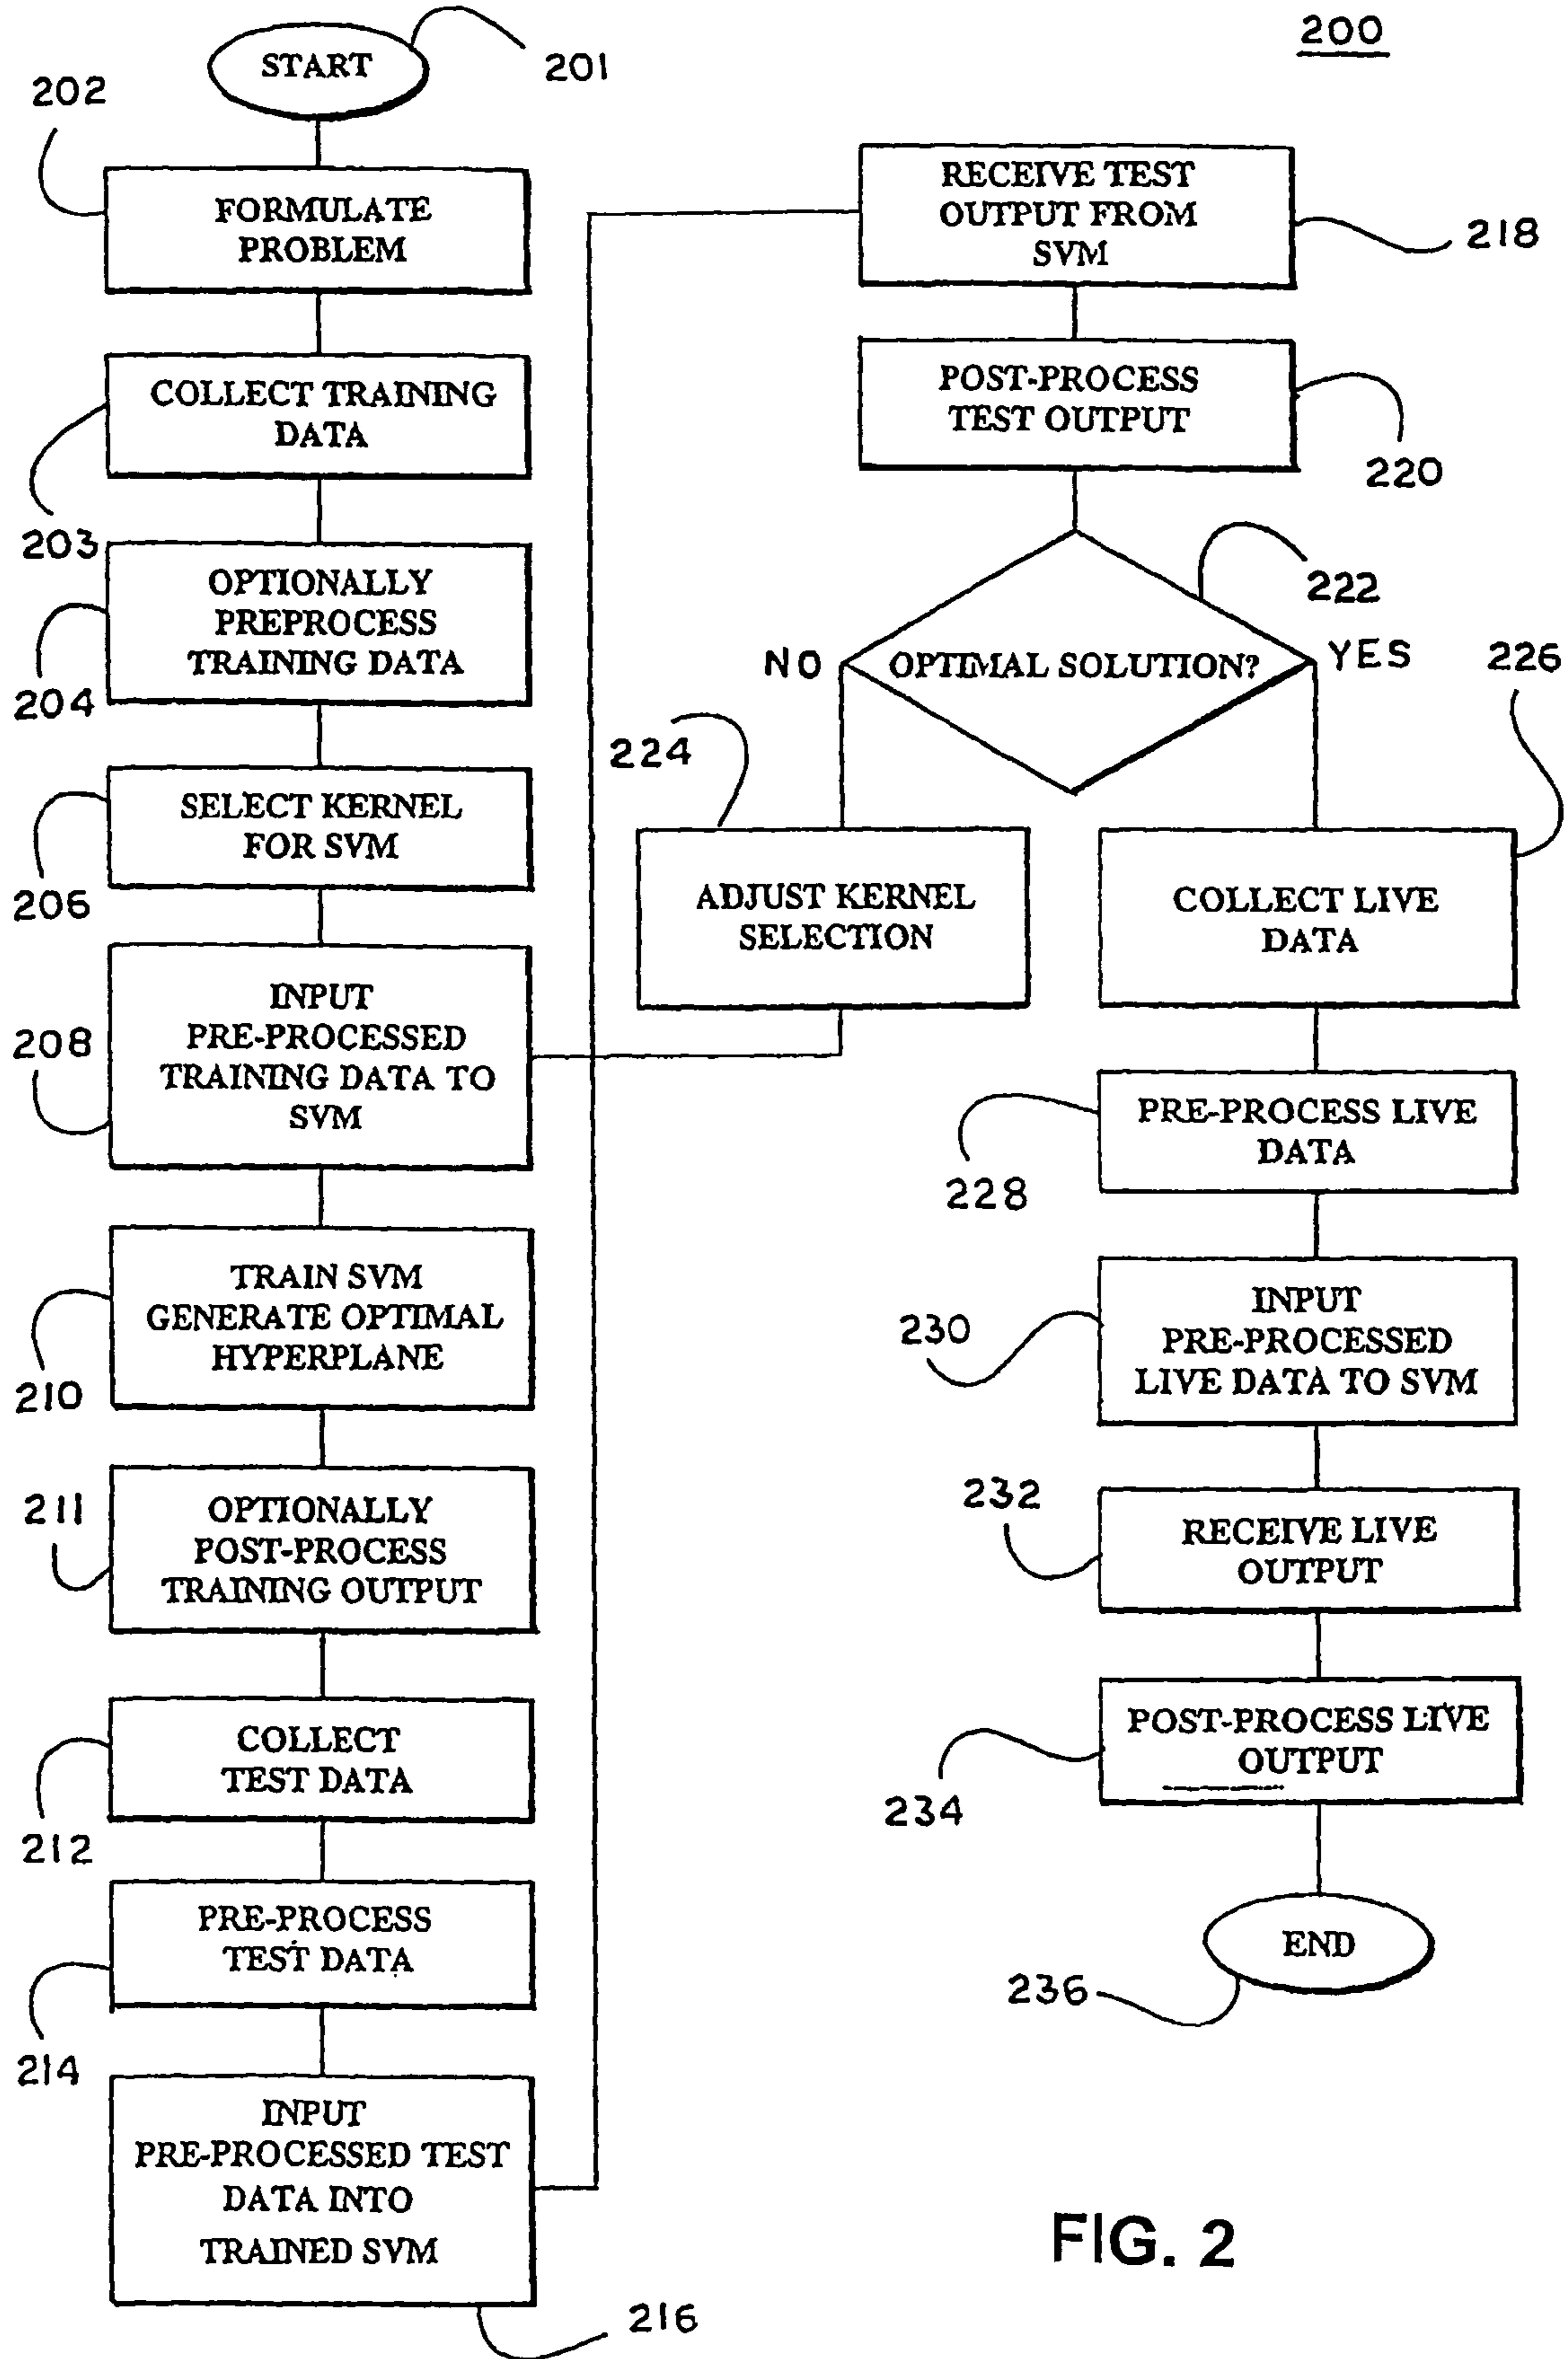 200
START
201
202
FORMULATE
PROBLEM
COLLECT TRAINING
DATA
203
OPTIONALLY
PREPROCESS
TRAINING DATA
204
SELECT KERNEL
FOR SVM
206
INPUT
PRE-PROCESSED
TRAINING DATA TO
SVM
208
TRAIN SVM
GENERATE OPTIMAL
HYPERPLANE
210
211
OPTIONALLY
POST-PROCESS
TRAINING OUTPUT
COLLECT
TEST DATA
212
PRE-PROCESS
TEST DATA
214
INPUT
PRE-PROCESSED TEST
DATA INTO
TRAINED SVM
216
RECEIVE TEST
OUTPUT FROM
SVM
218
POST-PROCESS
TEST OUTPUT
220
222
NO
OPTIMAL SOLUTION?
YES
224
ADJUST KERNEL
SELECTION
226
COLLECT LIVE
DATA
PRE-PROCESS LIVE
DATA
228
INPUT
PRE-PROCESSED
LIVE DATA TO SVM
230
232
RECEIVE LIVE
OUTPUT
POST-PROCESS LIVE
OUTPUT
234
END
236
FIG. 2